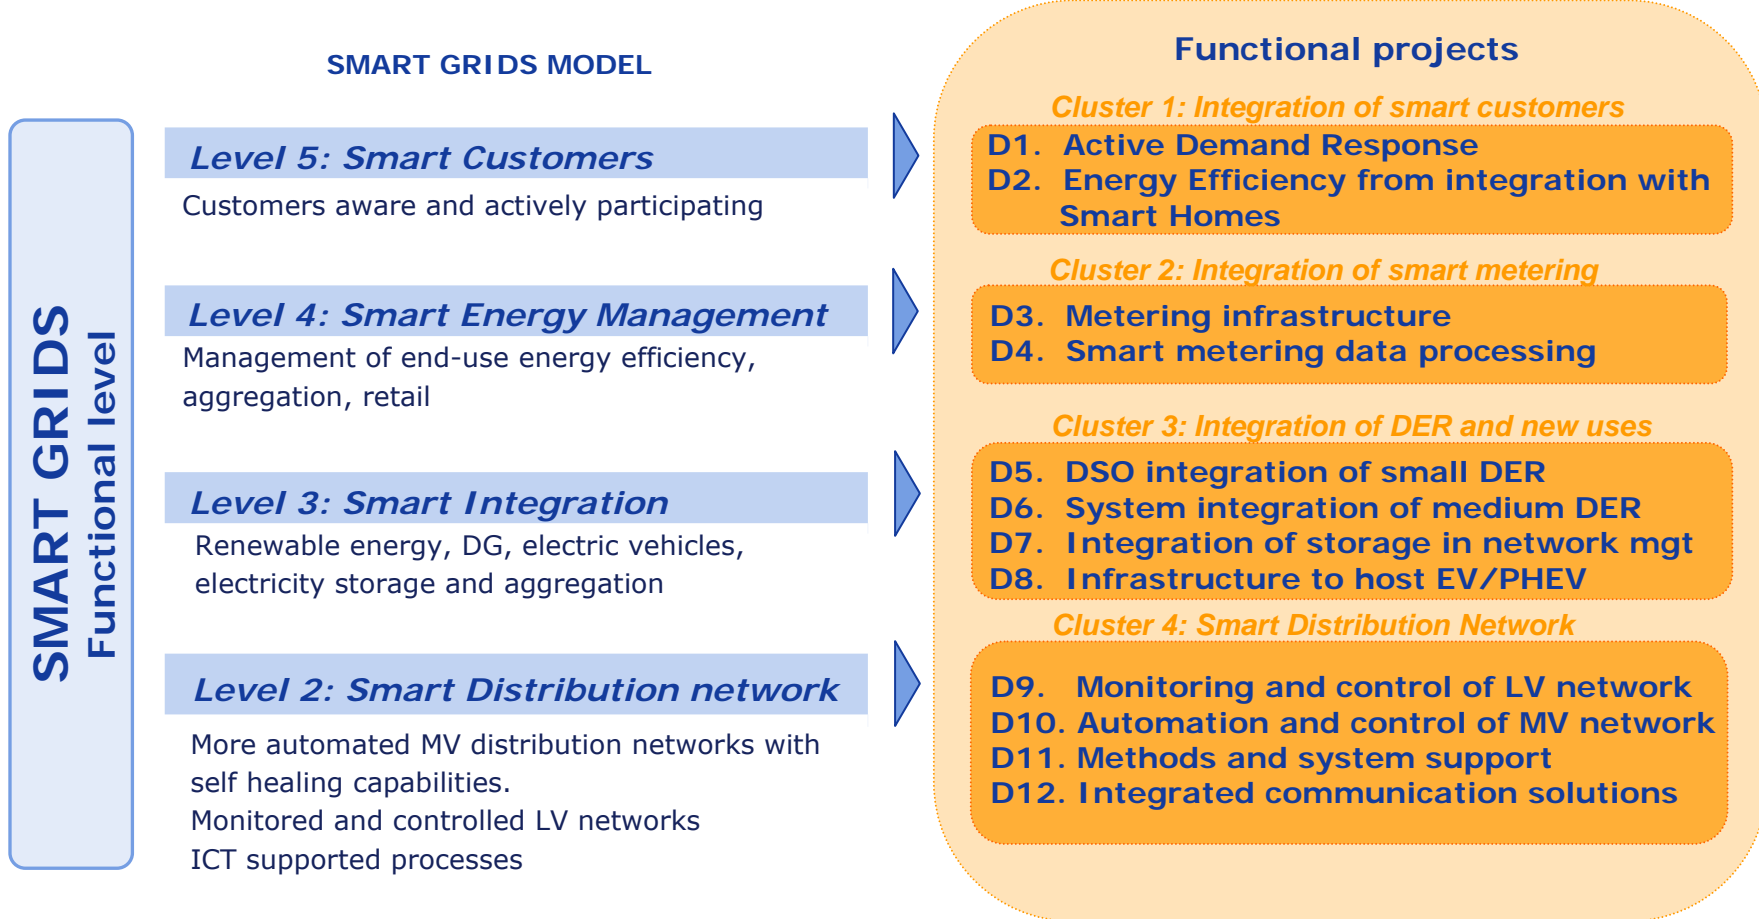 SMART GRIDS
Functional level
SMART GRIDS MODEL
Level 5: Smart Customers
Customers aware and actively participating
Level 4: Smart Energy Management
Management of end-use energy efficiency,
aggregation, retail
Level 3: Smart Integration
Renewable energy, DG, electric vehicles,
electricity storage and aggregation
Level 2: Smart Distribution network
More automated MV distribution networks with
self healing capabilities.
Monitored and controlled LV networks
ICT supported processes
Functional projects
Cluster 1: Integration of smart customers
D1. Active Demand Response
D2. Energy Efficiency from integration with
Smart Homes
Cluster 2: Integration of smart metering
D3. Metering infrastructure
D4. Smart metering data processing
Cluster 3: Integration of DER and new uses
D5. DSO integration of small DER
D6. System integration of medium DER
D7. Integration of storage in network mgt
D8. Infrastructure to host EV/PHEV
Cluster 4: Smart Distribution Network
D9. Monitoring and control of LV network
D10. Automation and control of MV network
D11. Methods and system support
D12. Integrated communication solutions